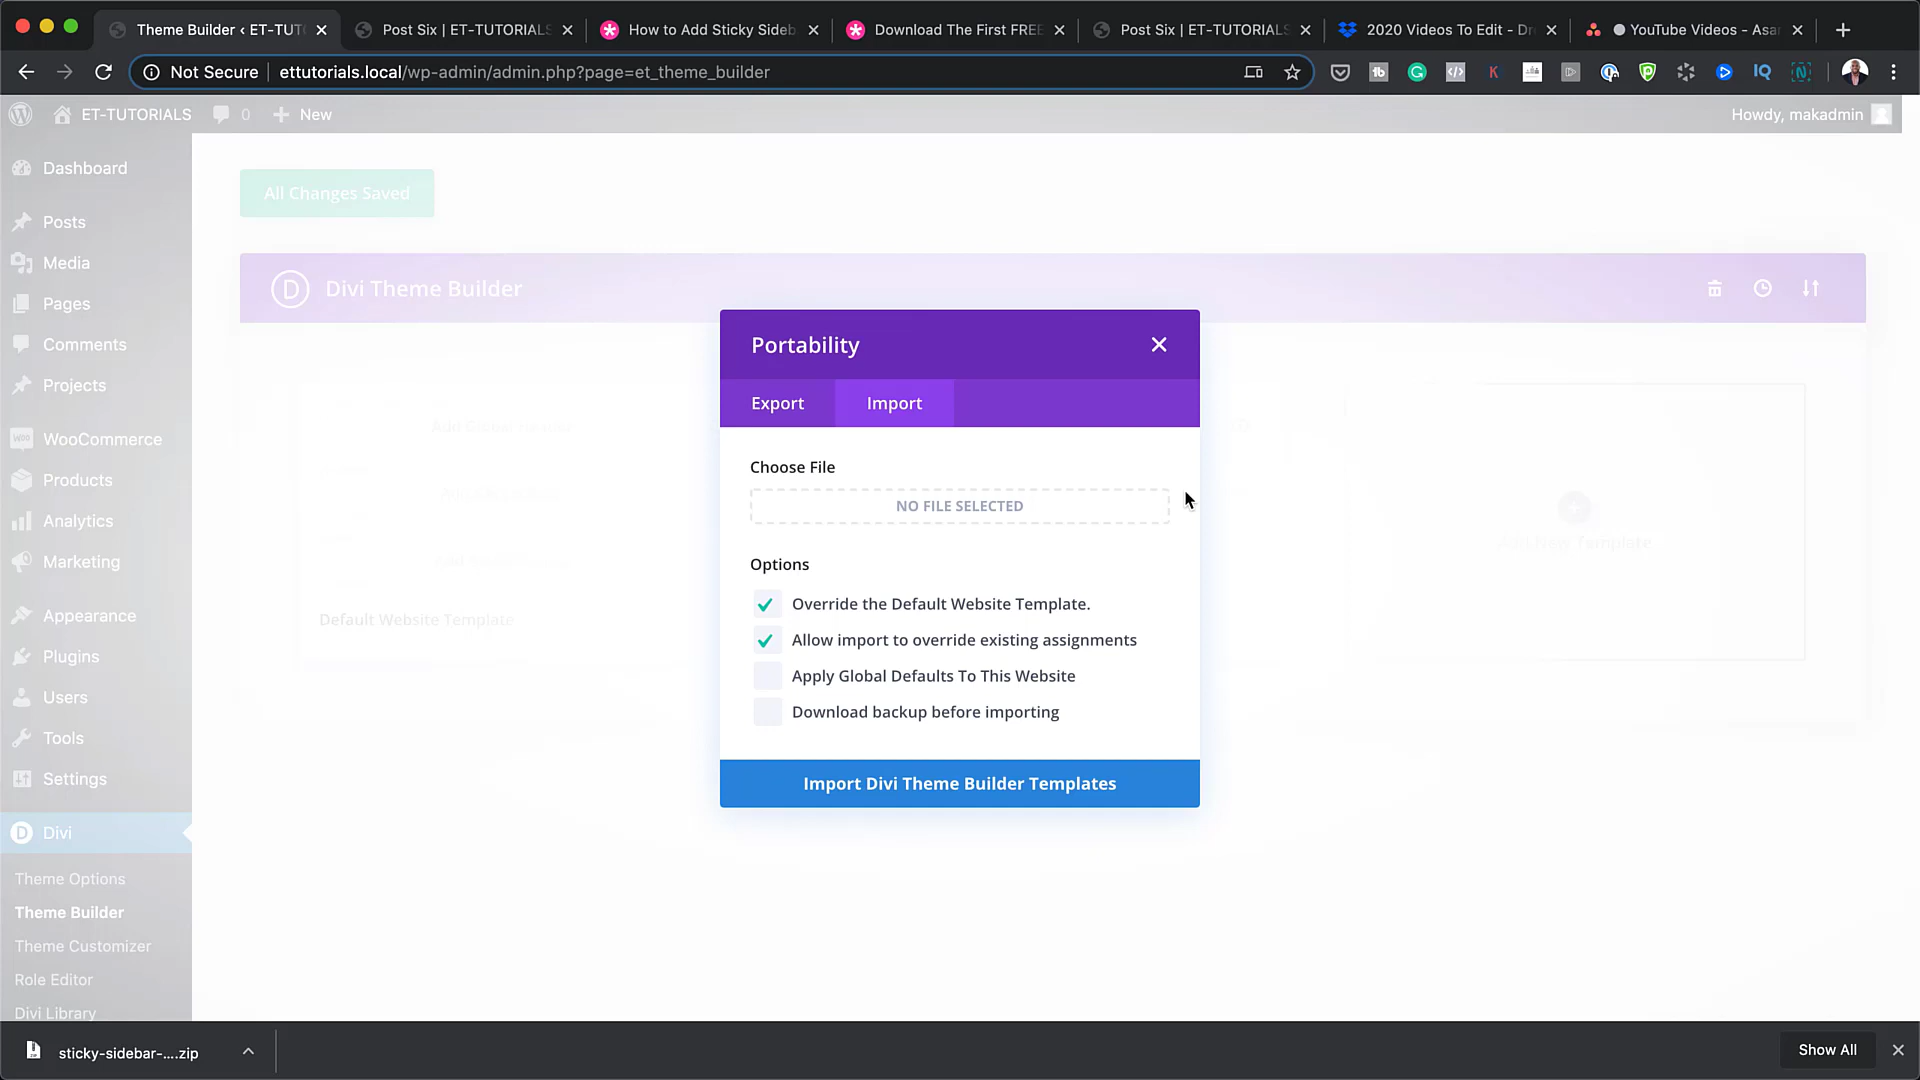 Theme Builder ‹ ET-TUT
Post Six | ET-TUTORIALS
How to Add Sticky Sideb
Download The First FREE
Post Six | ET-TUTORIALS
2020 Videos To Edit - Dr
YouTube Videos - Asan
Not Secure
ettutorials.local/wp-admin/admin.php?page=et_theme_builder
ET-TUTORIALS
0
New
Howdy, makadmin
Dashboard
Posts
Media
Pages
Comments
Projects
WooCommerce
Products
Analytics
Marketing
Appearance
Plugins
Users
Tools
Settings
Divi
Theme Options
Theme Builder
Theme Customizer
Role Editor
Divi Library
All Changes Saved
D Divi Theme Builder
Default Website Template
Add New Template
Portability
Export
Import
Choose File
NO FILE SELECTED
Options
Override the Default Website Template.
Allow import to override existing assignments
Apply Global Defaults To This Website
Download backup before importing
Import Divi Theme Builder Templates
sticky-sidebar-....zip
Show All